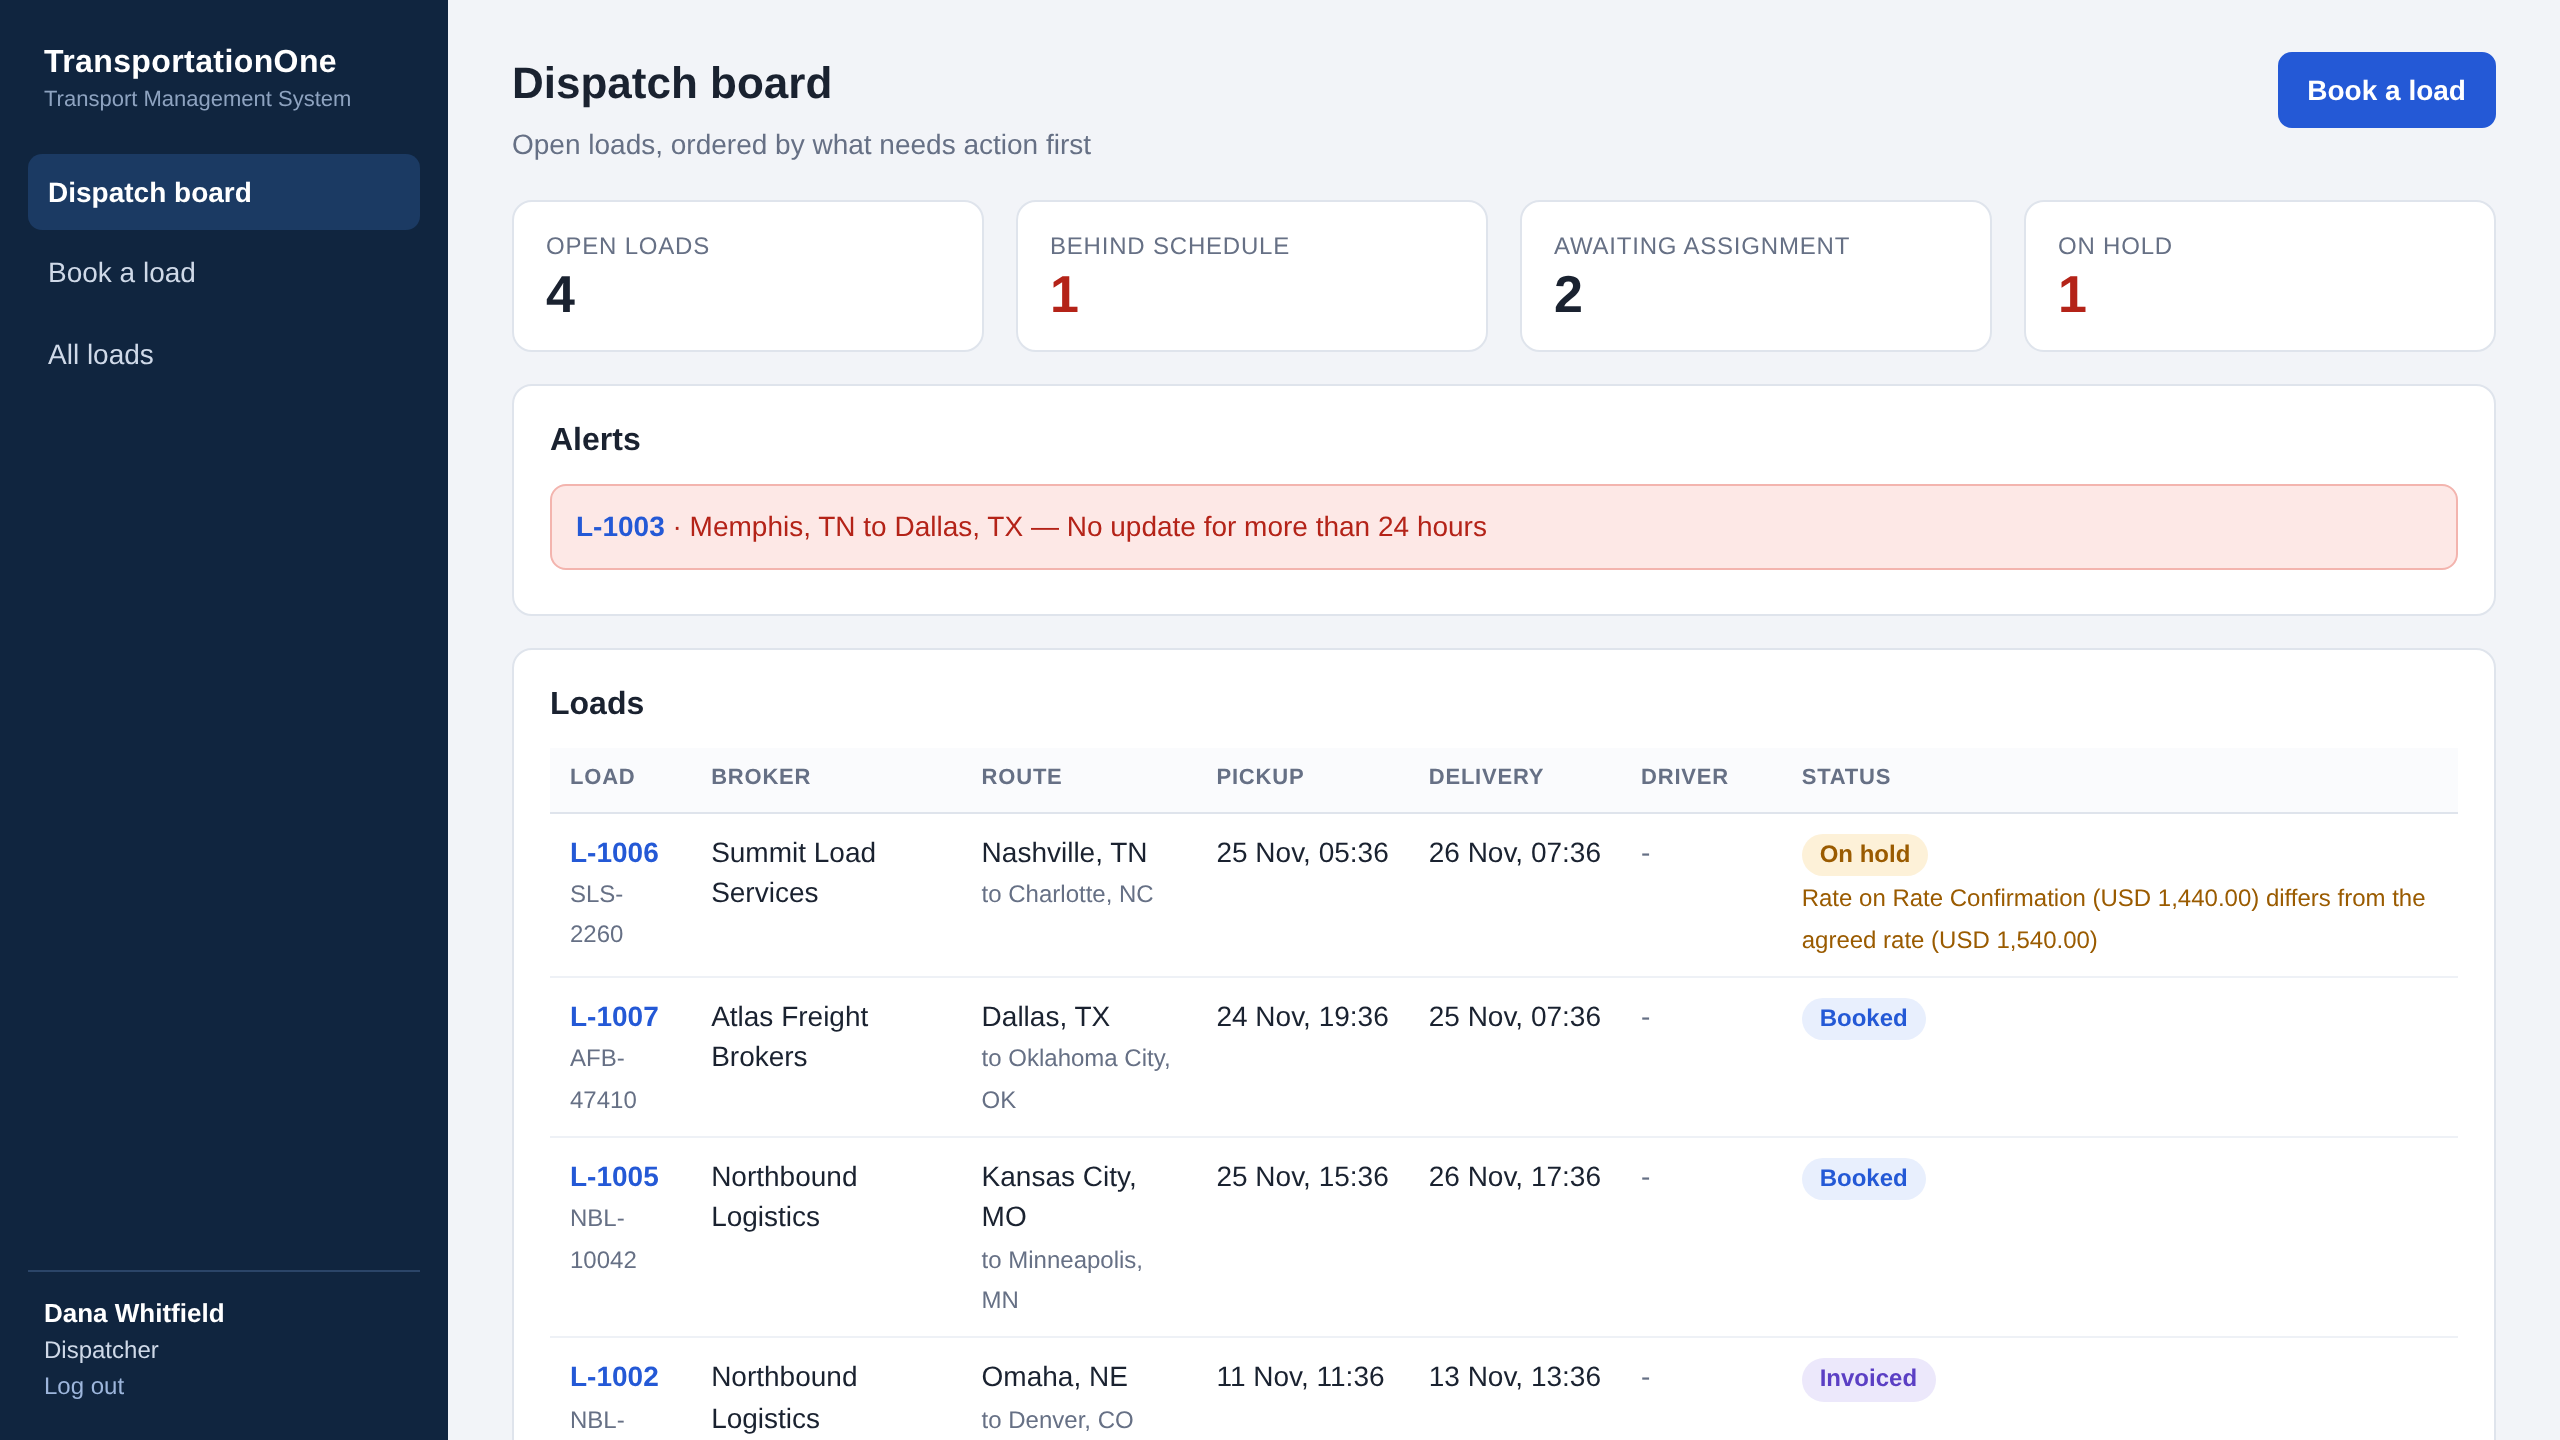 TransportationOne
Transport Management System
Dispatch board
Book a load
All loads
Dana Whitfield
Dispatcher
Log out
Dispatch board
Open loads, ordered by what needs action first
Book a load
OPEN LOADS
4
BEHIND SCHEDULE
1
AWAITING ASSIGNMENT
2
ON HOLD
1
Alerts
L-1003 · Memphis, TN to Dallas, TX — No update for more than 24 hours
Loads
LOAD BROKER ROUTE PICKUP DELIVERY DRIVER STATUS
L-1006 Summit Load Nashville, TN 25 Nov, 05:36 26 Nov, 07:36 - On hold
SLS- Services to Charlotte, NC Rate on Rate Confirmation (USD 1,440.00) differs from the
2260 agreed rate (USD 1,540.00)
L-1007 Atlas Freight Dallas, TX 24 Nov, 19:36 25 Nov, 07:36 - Booked
AFB- Brokers to Oklahoma City,
47410 OK
L-1005 Northbound Kansas City, 25 Nov, 15:36 26 Nov, 17:36 - Booked
NBL- Logistics MO
10042 to Minneapolis,
MN
L-1002 Northbound Omaha, NE 11 Nov, 11:36 13 Nov, 13:36 - Invoiced
NBL- Logistics to Denver, CO